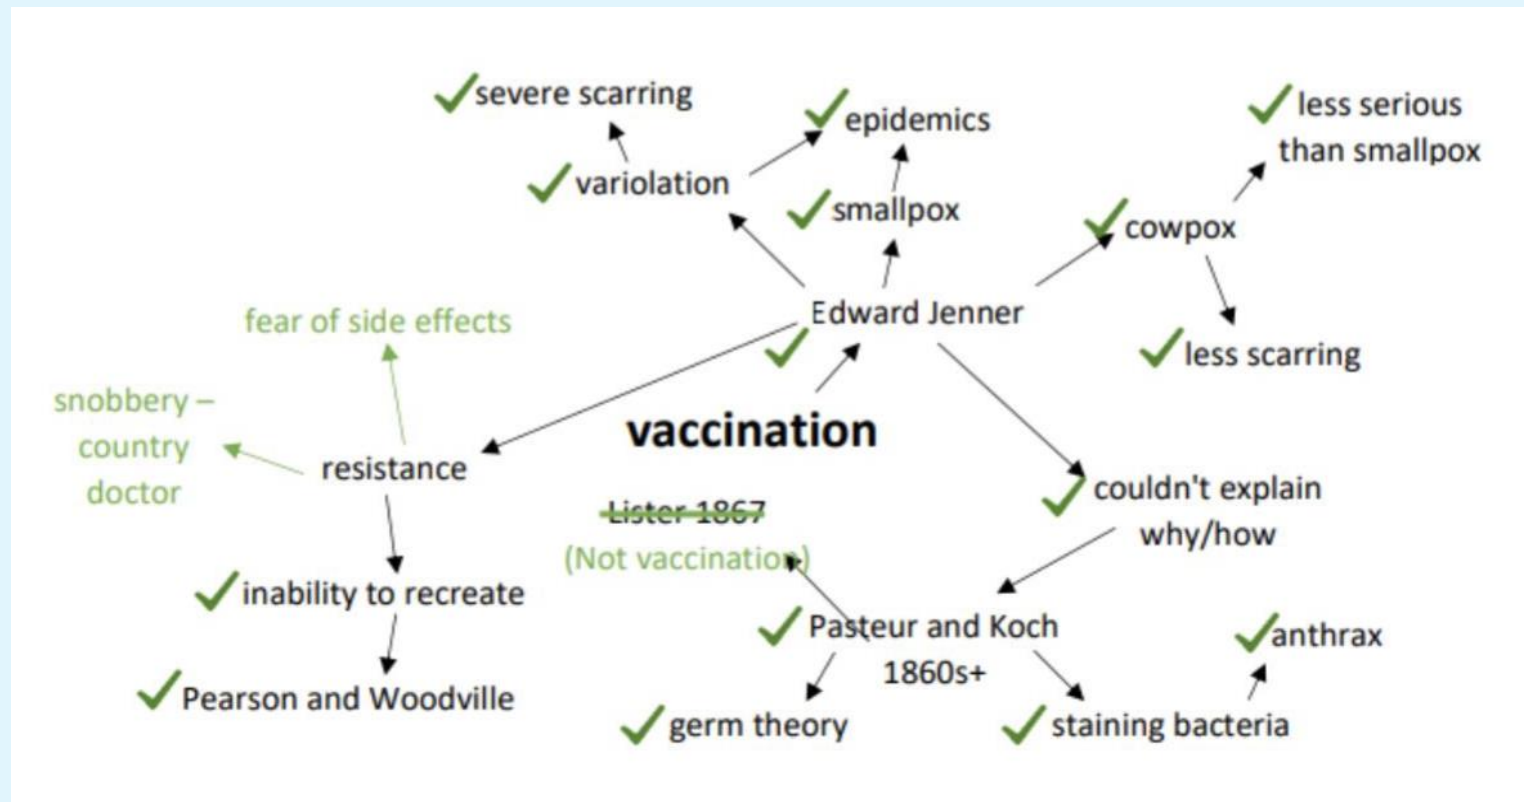 severe scarring
epidemics
less serious
than smallpox
variolation
smallpox
cowpox
Edward Jenner
fear of side effects
less scarring
snobbery –
country
doctor
vaccination
resistance
couldn't explain
why/how
Lister 1867
(Not vaccination)
inability to recreate
Pasteur and Koch
1860s+
anthrax
Pearson and Woodville
germ theory
staining bacteria